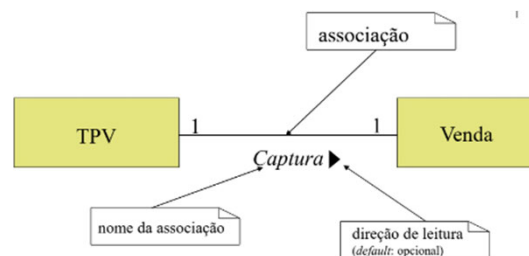 associação
TPV
1
1
Venda
Captura
nome da associação
direção de leitura
(default: opcional)